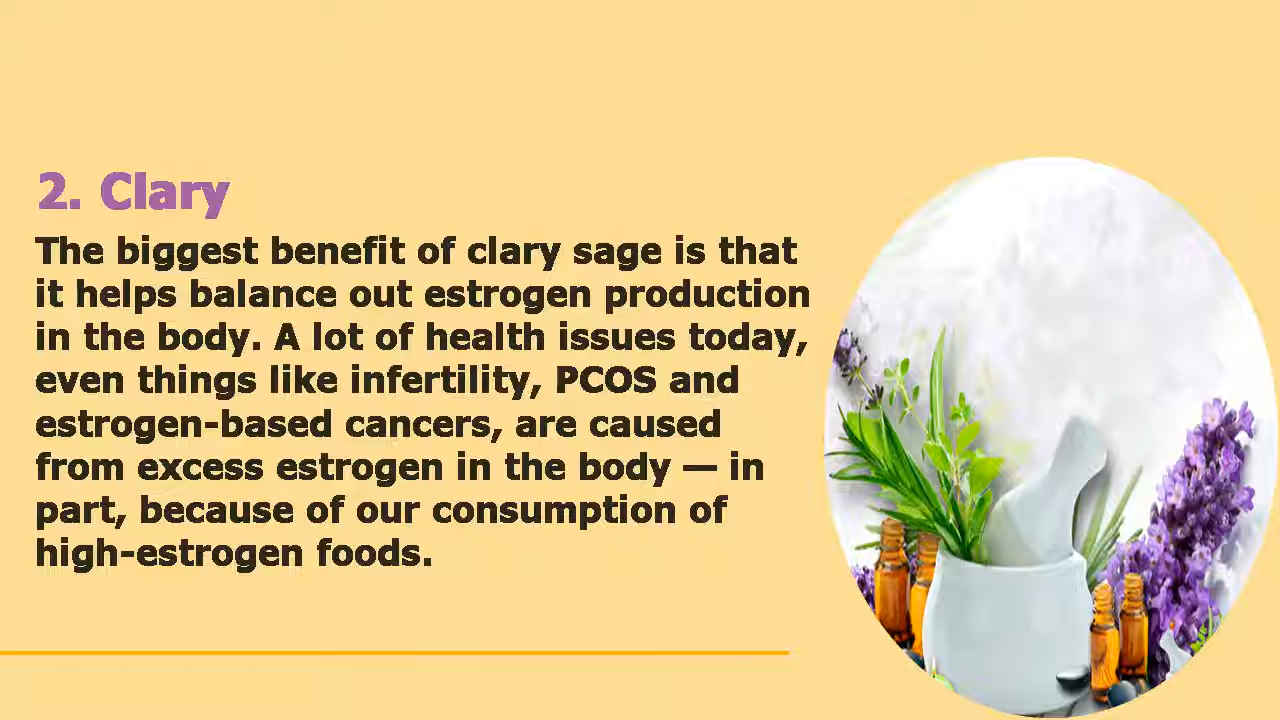 2. Clary
The biggest benefit of clary sage is that
it helps balance out estrogen production
in the body. A lot of health issues today,
even things like infertility, PCOS and
estrogen-based cancers, are caused
from excess estrogen in the body — in
part, because of our consumption of
high-estrogen foods.